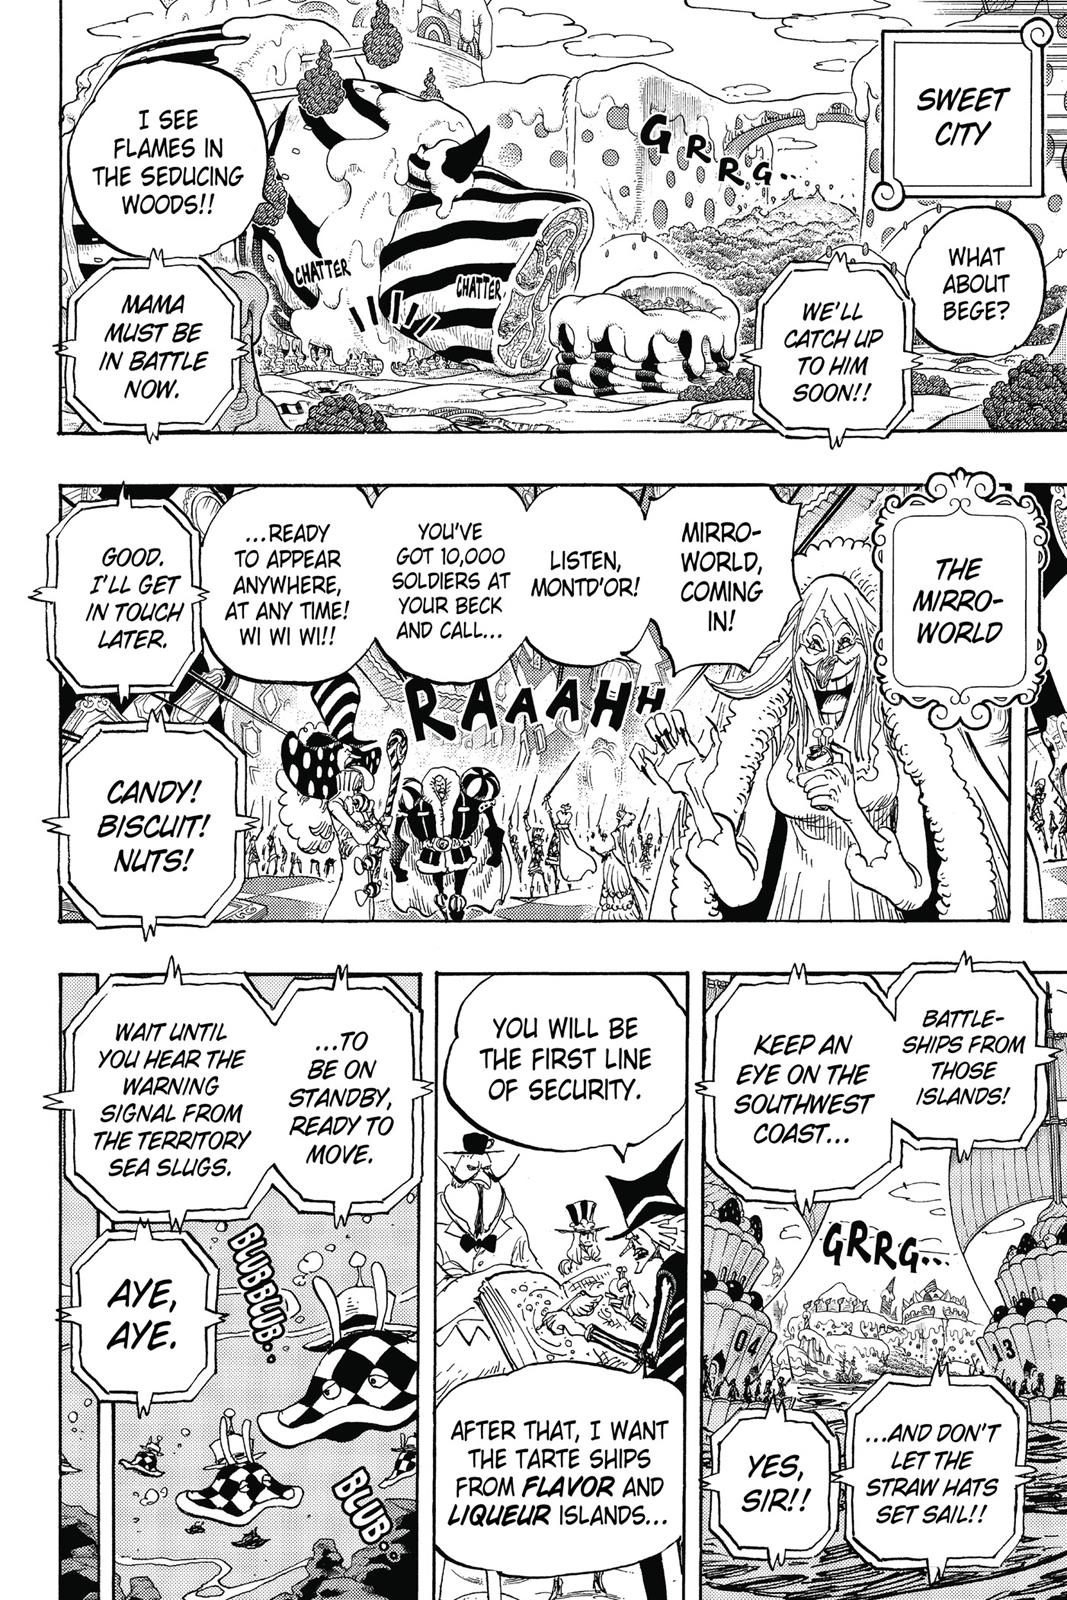 SWEET
CITY
WHAT
ABOUT
BEGE?
WE'LL
CATCH UP
TO HIM
SOON!!
GRRRG...
I SEE
FLAMES IN
THE SEDUCING
WOODS!!
MAMA
MUST BE
IN BATTLE
NOW.
CHATTER
CHATTER
THE
MIRRO-
WORLD
MIRRO-
WORLD,
COMING
IN!
LISTEN,
MONTD'OR!
YOU'VE
GOT 10,000
SOLDIERS AT
YOUR BECK
AND CALL...
...READY
TO APPEAR
ANYWHERE,
AT ANY TIME!
WI WI WI!!
GOOD.
I'LL GET
IN TOUCH
LATER.
RAAAHH
CANDY!
BISCUIT!
NUTS!
BATTLE-
SHIPS FROM
THOSE
ISLANDS!
KEEP AN
EYE ON THE
SOUTHWEST
COAST...
GRRG...
04
13
...AND DON'T
LET THE
STRAW HATS
SET SAIL!!
YES,
SIR!!
YOU WILL BE
THE FIRST LINE
OF SECURITY.
AFTER THAT, I WANT
THE TARTE SHIPS
FROM FLAVOR AND
LIQUEUR ISLANDS...
...TO
BE ON
STANDBY,
READY TO
MOVE.
WAIT UNTIL
YOU HEAR THE
WARNING
SIGNAL FROM
THE TERRITORY
SEA SLUGS.
BLUBBLUB...
AYE,
AYE.
BLUB...